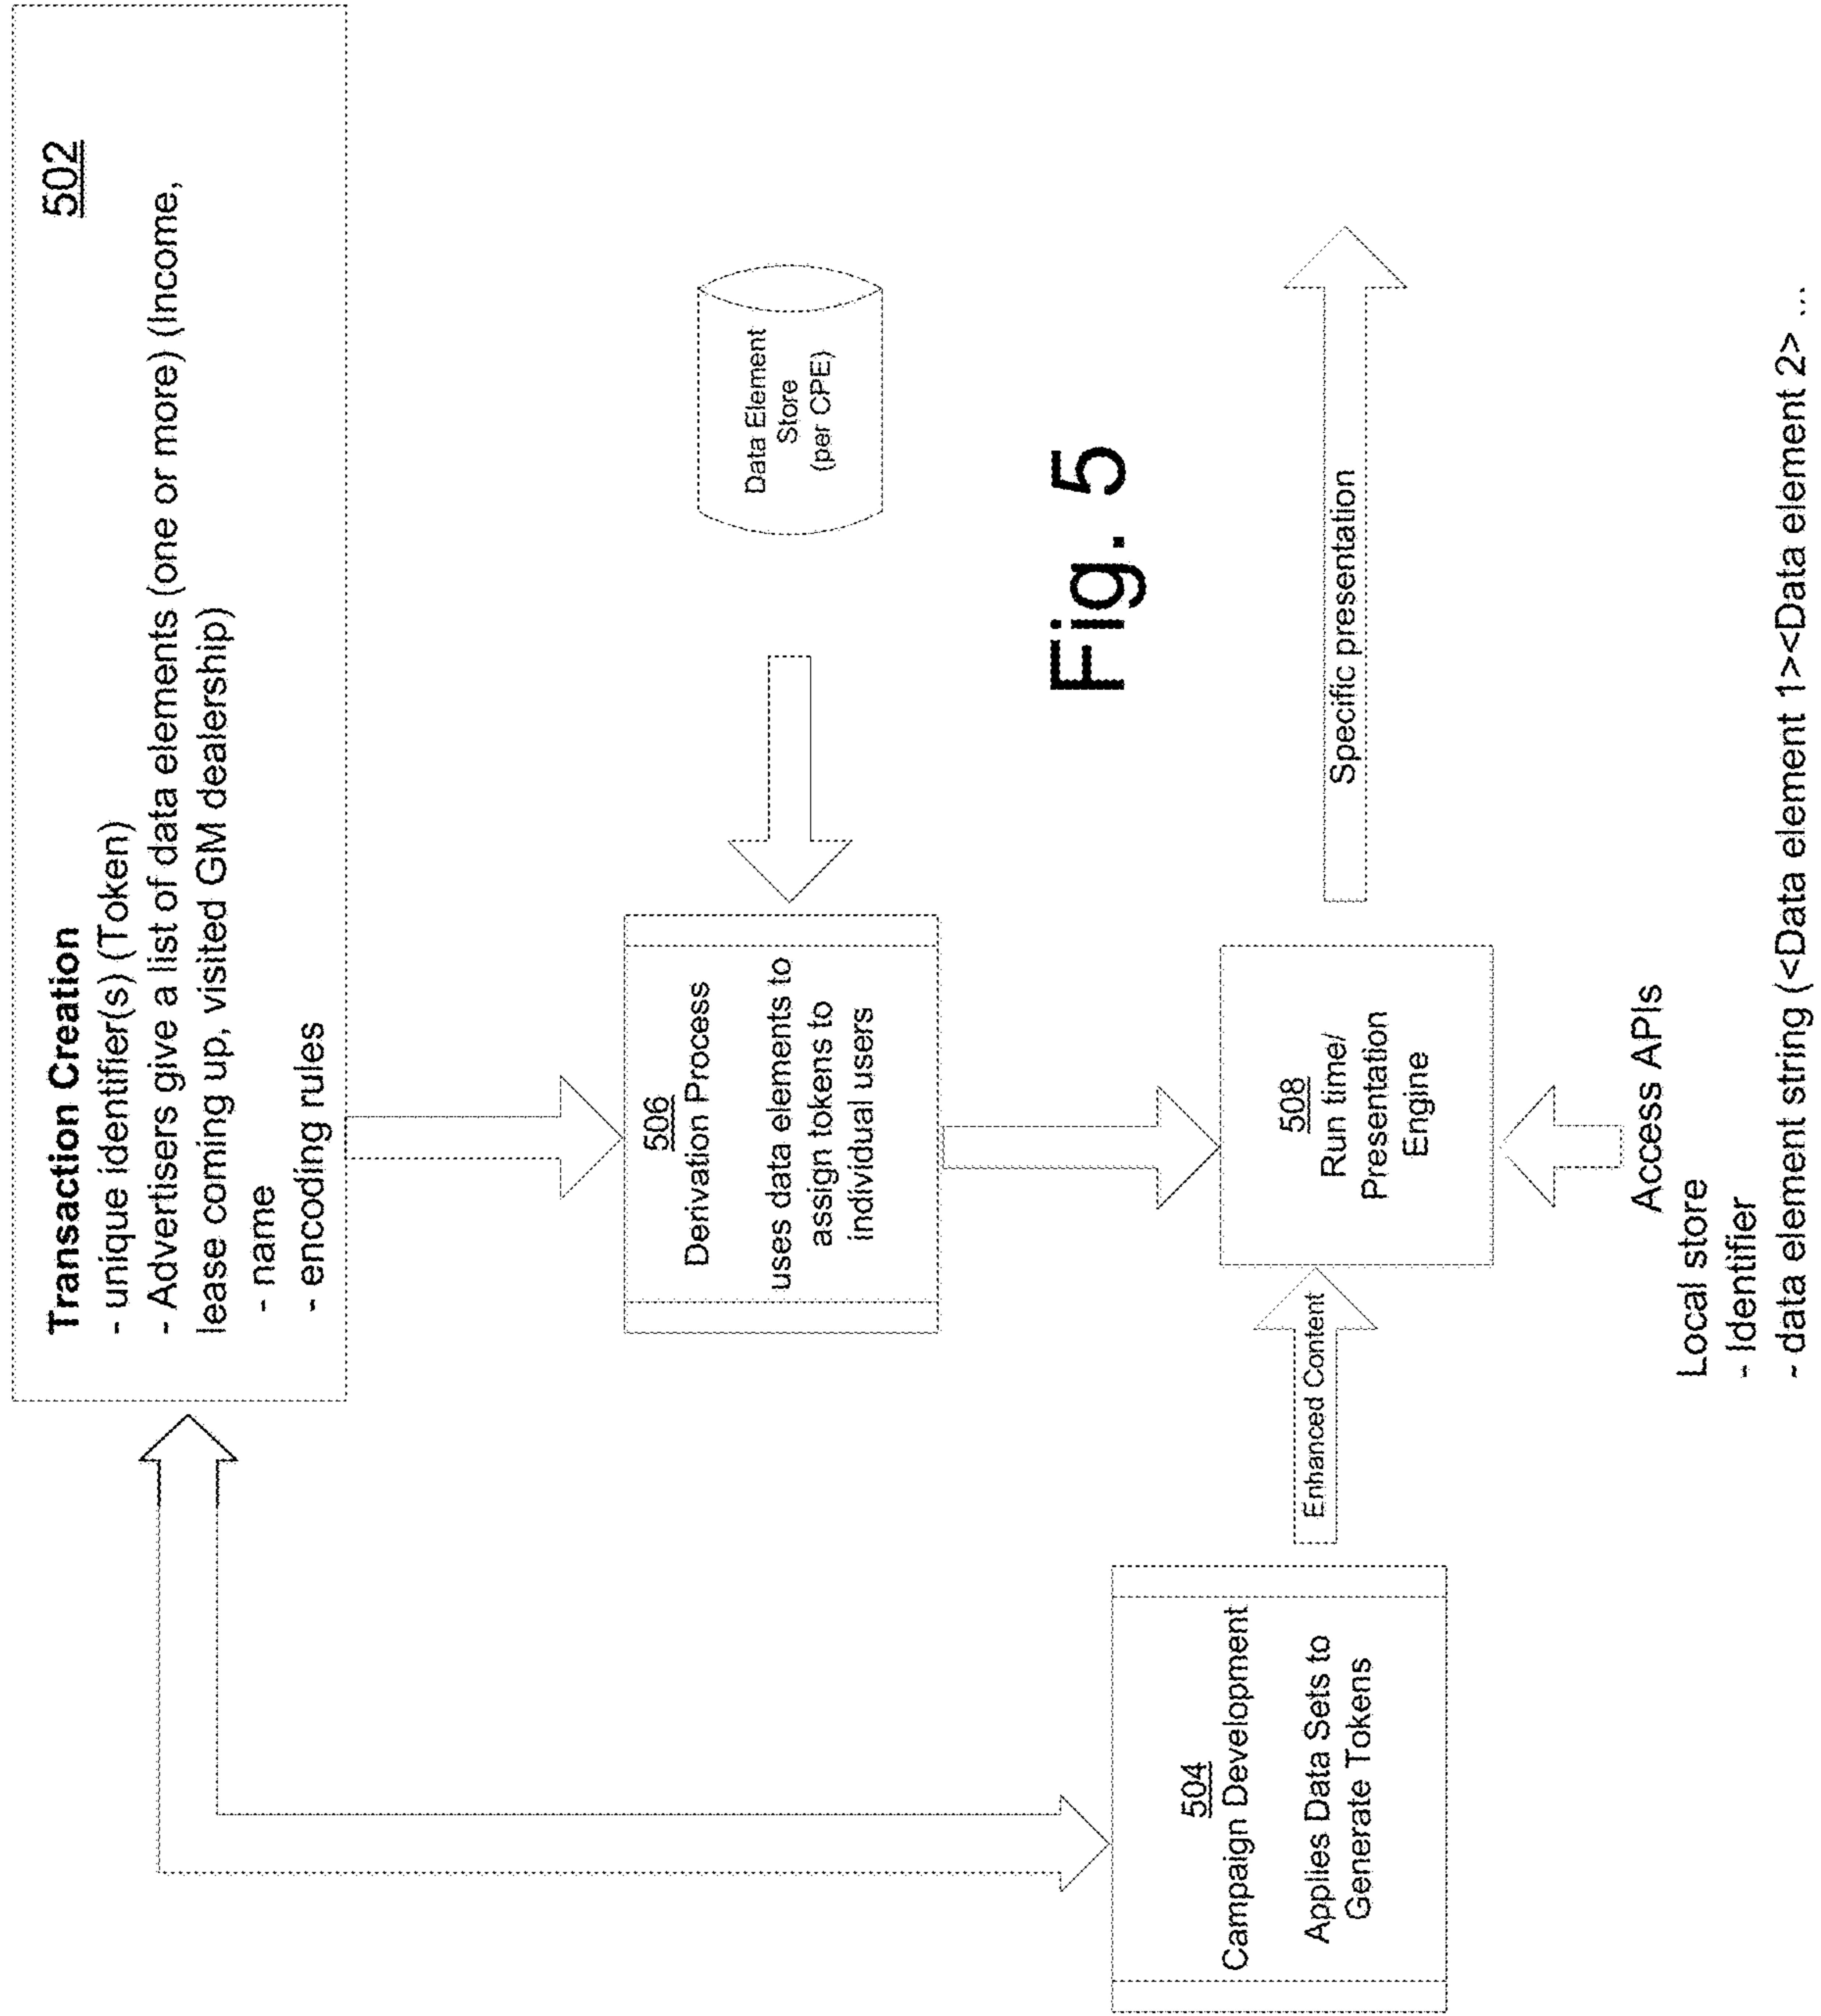 502
Transaction Creation
- unique identifier(s) (Token)
- Advertisers give a list of data elements (one or more) (Income,
lease coming up, visited GM dealership)
- name
- encoding rules
506
Derivation Process
uses data elements to
assign tokens to
individual users
Data Element
Store
(per CPE)
504
Campaign Development
Applies Data Sets to
Generate Tokens
Enhanced Content
508
Run time/
Presentation
Engine
Specific presentation
Access APIs
Local store
- Identifier
- data element string (<Data element 1><Data element 2> ...
Fig. 5